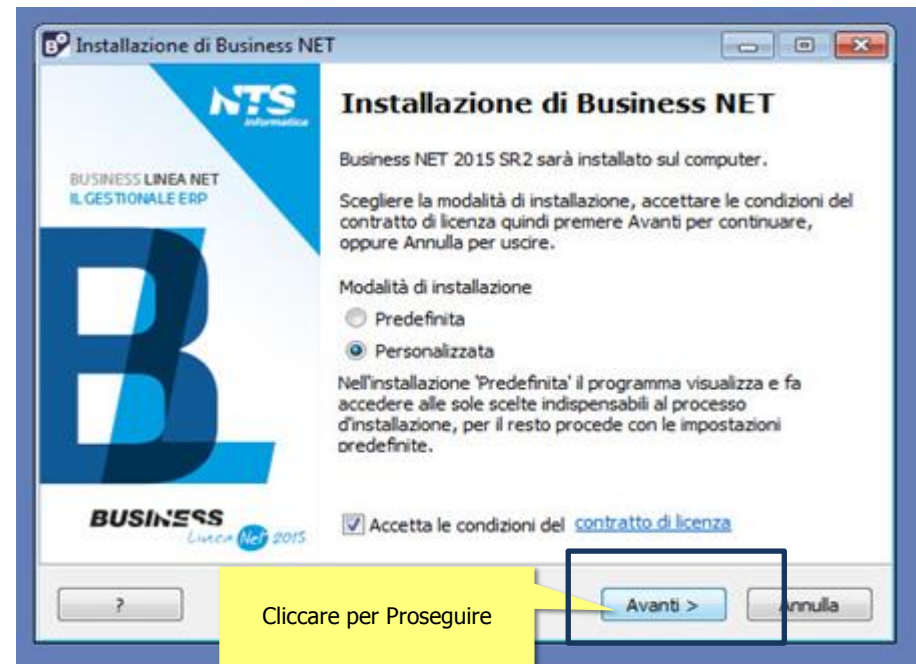 Installazione di Business NET
NTS
Informatica
BUSINESS LINEA NET
IL GESTIONALE ERP
BUSINESS
Linea Net 2015
Installazione di Business NET
Business NET 2015 SR2 sarà installato sul computer.
Scegliere la modalità di installazione, accettare le condizioni del
contratto di licenza quindi premere Avanti per continuare,
oppure Annulla per uscire.
Modalità di installazione
Predefinita
Personalizzata
Nell'installazione 'Predefinita' il programma visualizza e fa
accedere alle sole scelte indispensabili al processo
d'installazione, per il resto procede con le impostazioni
predefinite.
Accetta le condizioni del contratto di licenza
?
Cliccare per Proseguire
Avanti >
Annulla